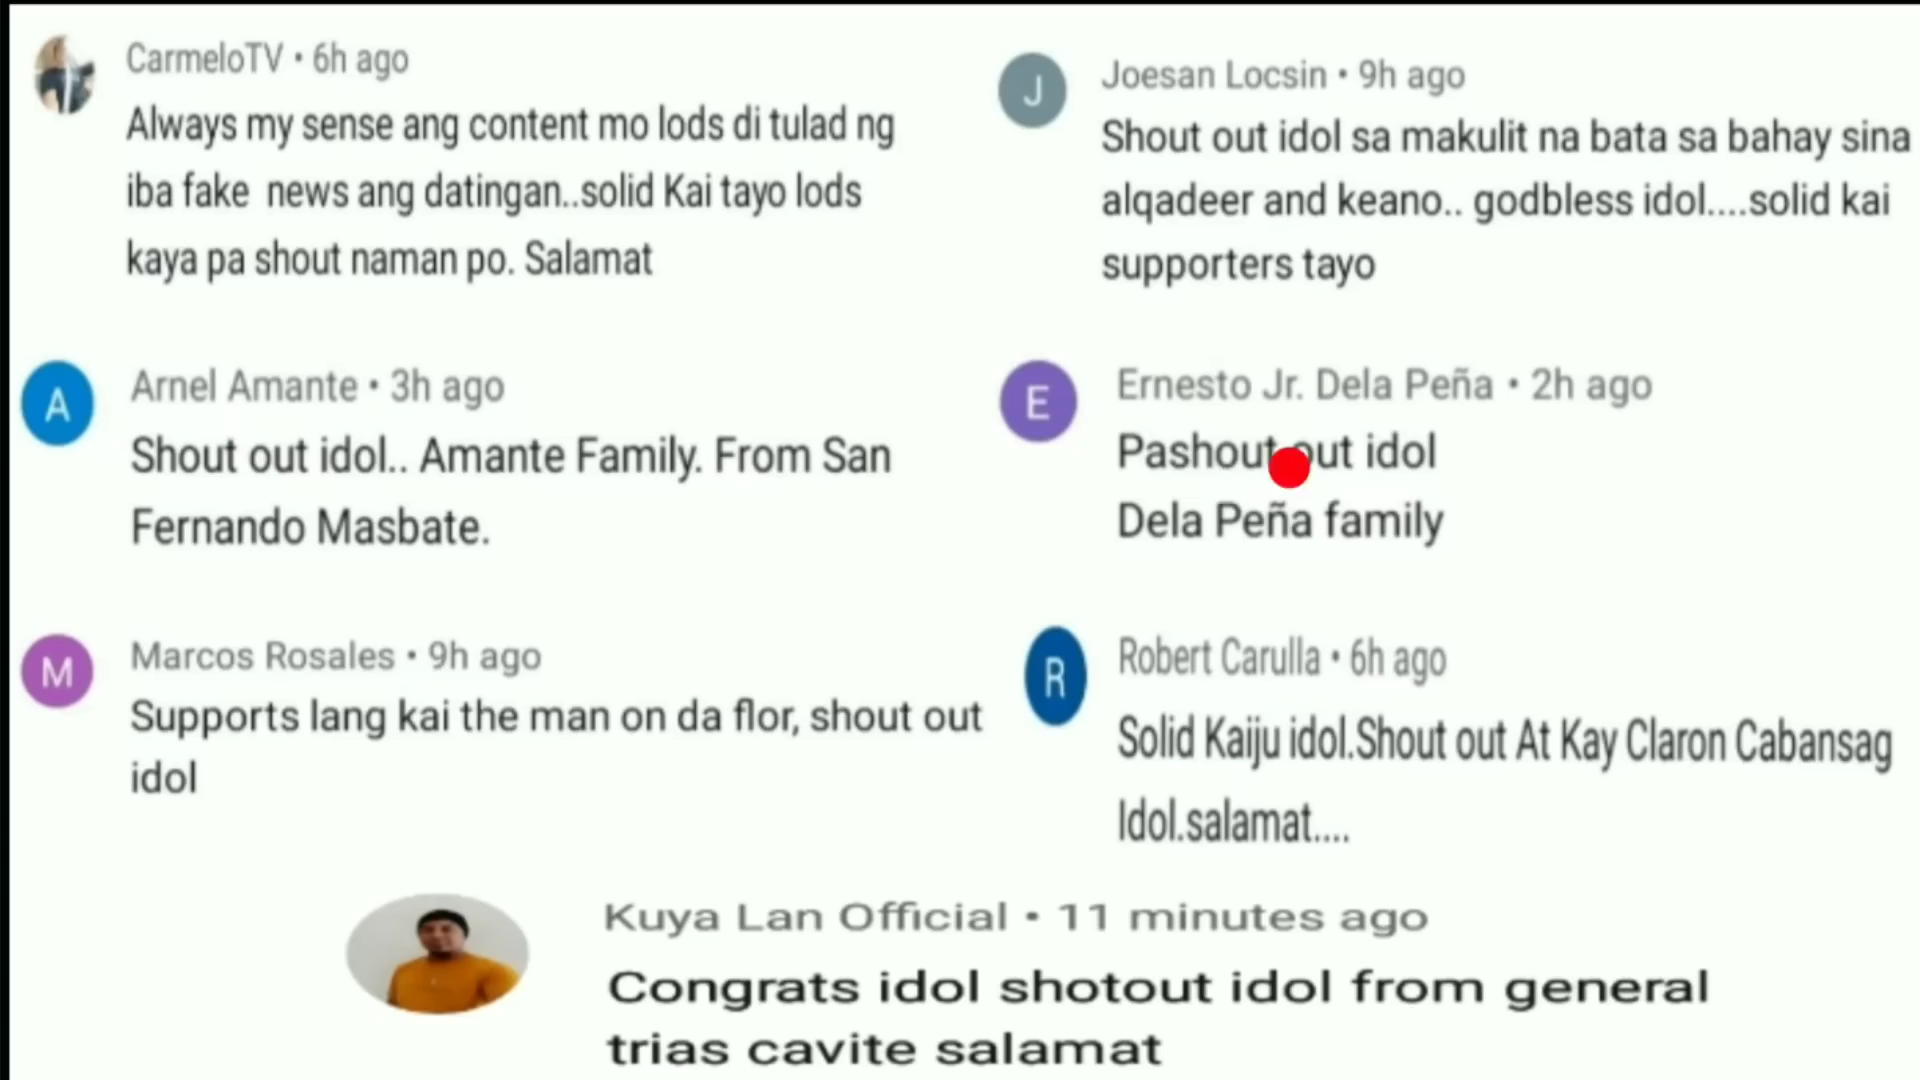 CarmeloTV • 6h ago
Always my sense ang content mo lods di tulad ng
iba fake news ang datingan..solid Kai tayo lods
kaya pa shout naman po. Salamat
J
Joesan Locsin • 9h ago
Shout out idol sa makulit na bata sa bahay sina
alqadeer and keano.. godbless idol....solid kai
supporters tayo
A
Arnel Amante • 3h ago
Shout out idol.. Amante Family. From San
Fernando Masbate.
E
Ernesto Jr. Dela Peña • 2h ago
Pashout out idol
Dela Peña family
M
Marcos Rosales • 9h ago
Supports lang kai the man on da flor, shout out
idol
R
Robert Carulla • 6h ago
Solid Kaiju idol.Shout out At Kay Claron Cabansag
Idol.salamat....
Kuya Lan Official • 11 minutes ago
Congrats idol shotout idol from general
trias cavite salamat